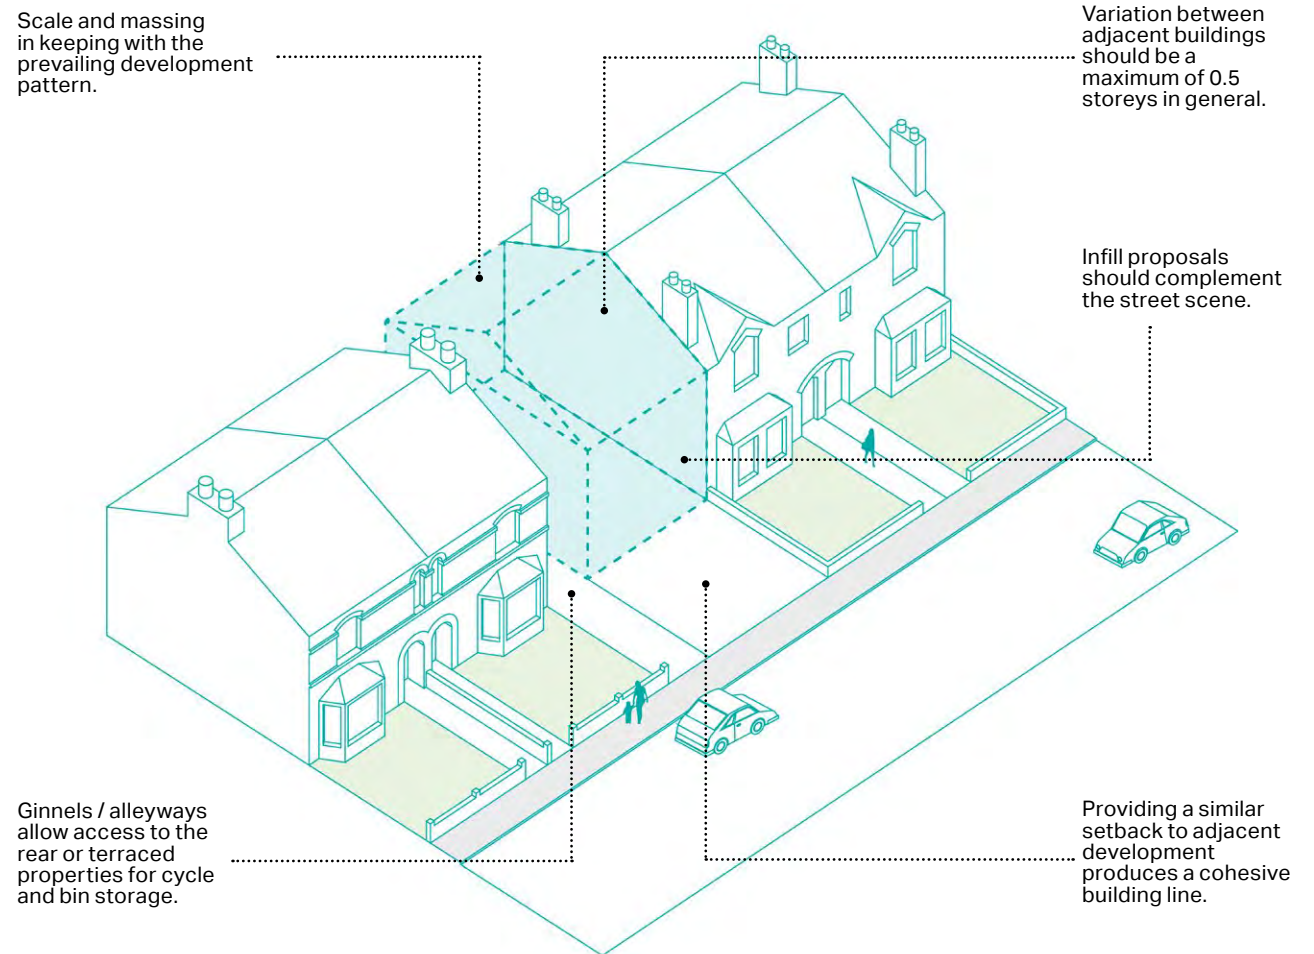 Scale and massing
in keeping with the
prevailing development
pattern.
Variation between
adjacent buildings
should be a
maximum of 0.5
storeys in general.
Infill proposals
should complement
the street scene.
Ginnels / alleyways
allow access to the
rear or terraced
properties for cycle
and bin storage.
Providing a similar
setback to adjacent
development
produces a cohesive
building line.